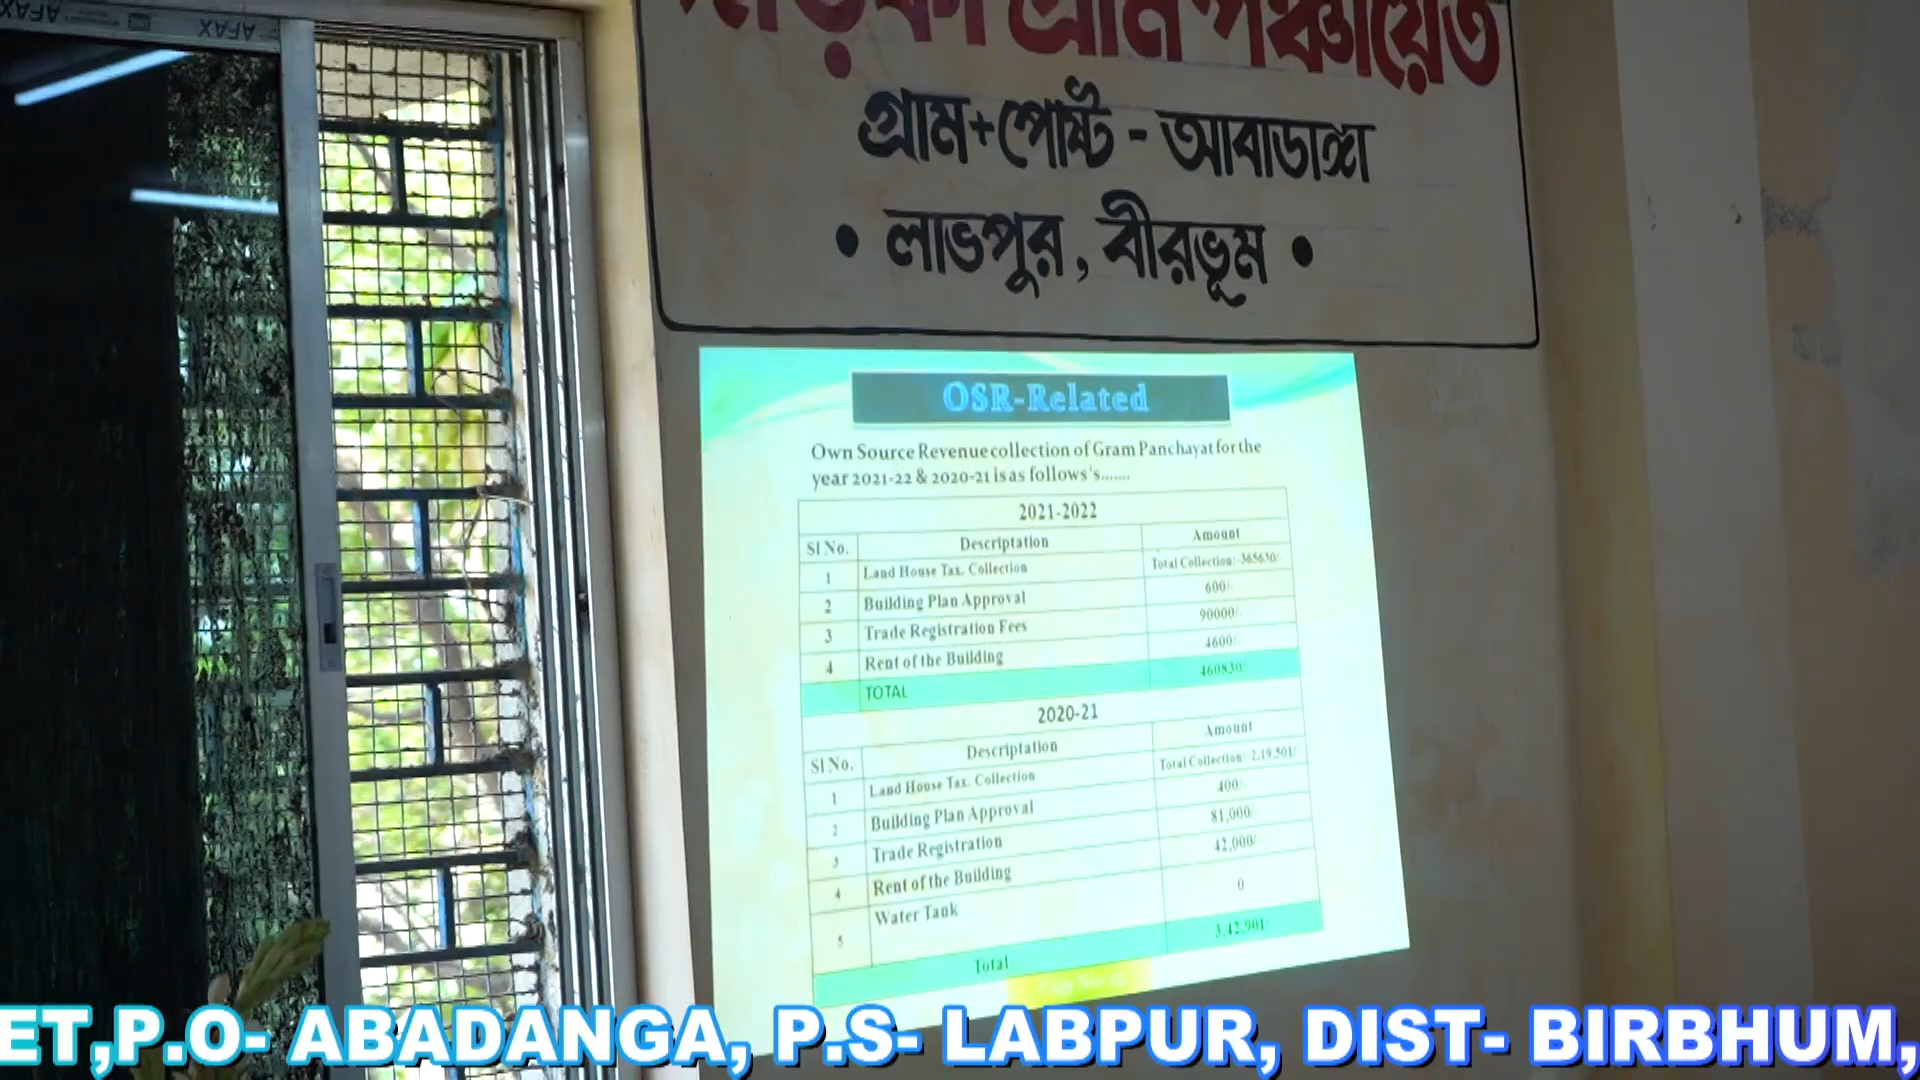 গ্রাম পঞ্চায়েত
গ্রাম+পোষ্ট - আবাডাঙ্গা
• লাভপুর, বীরভূম •
OSR-Related
Own Source Revenue collection of Gram Panchayat for the
year 2021-22 & 2020-21 is as follows's.......
2021-2022
Sl No. Descriptation Amount
1 Land House Tax. Collection Total Collection:-365630/
2 Building Plan Approval 600/-
3 Trade Registration Fees 90000/-
4 Rent of the Building 4600/-
TOTAL 460830/
2020-21
Sl No. Descriptation Amount
1 Land House Tax. Collection Total Collection:-2,19,501/
2 Building Plan Approval 400/-
3 Trade Registration 81,000/
4 Rent of the Building 42,000/-
5 Water Tank 0
Total 3,42,901/
ET,P.O- ABADANGA, P.S- LABPUR, DIST- BIRBHUM,